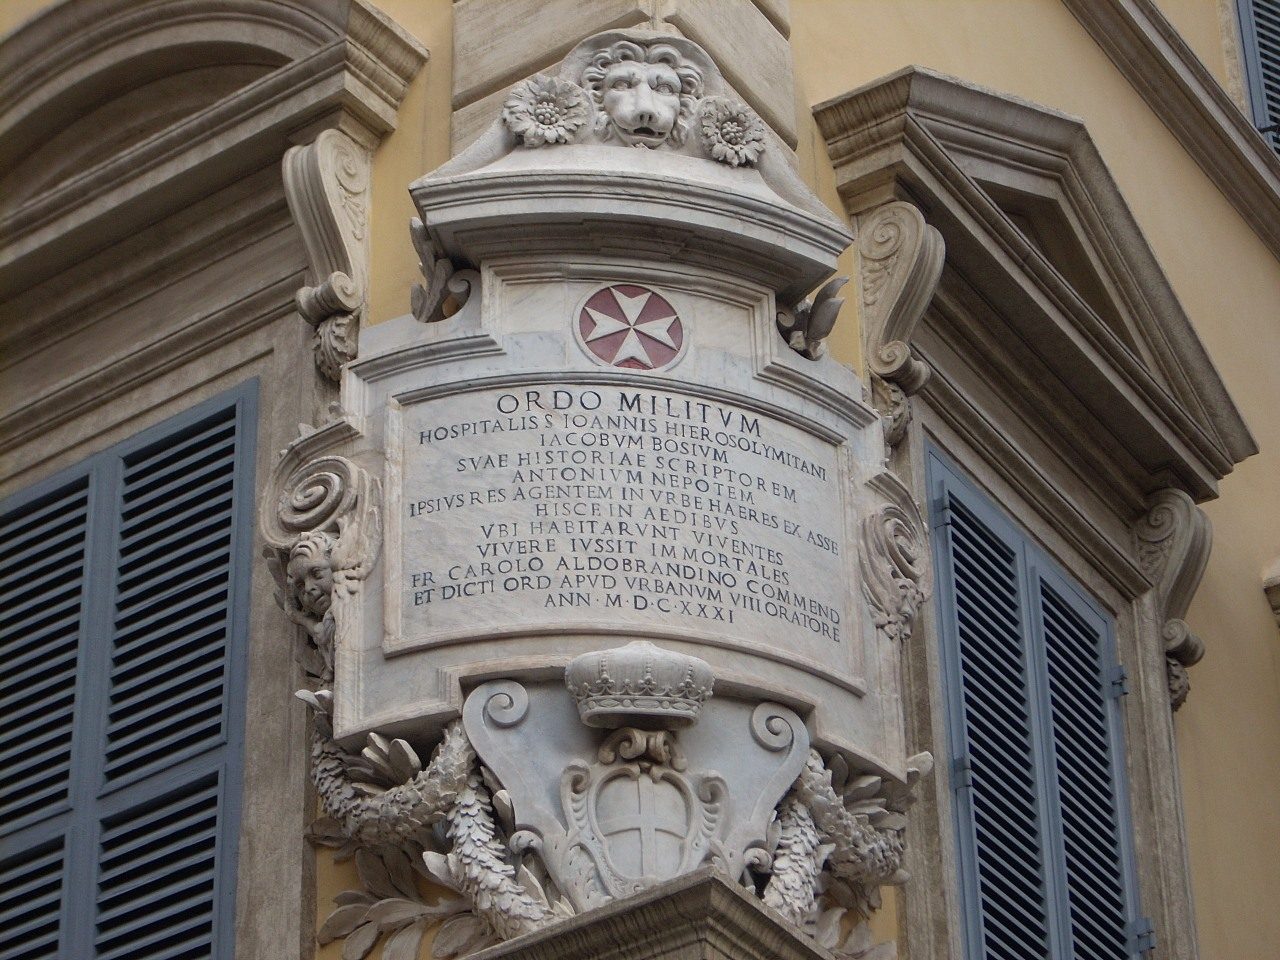 ORDO MILITVM
HOSPITALIS S IOANNIS HIEROSOLYMITANI
IACOBVM BOSIVM
SVAE HISTORIAE SCRIPTOREM
ANTONIVM NEPOTEM
IPSIVS RES AGENTEM IN VRBE HAERES EX ASSE
HISCE IN AEDIBVS
VBI HABITARVNT VIVENTES
VIVERE IVSSIT IMMORTALES
FR CAROLO ALDOBRANDINO COMMEND
ET DICTI ORD APVD VRBANVM VIII ORATORE
ANN· M·DCXXXI